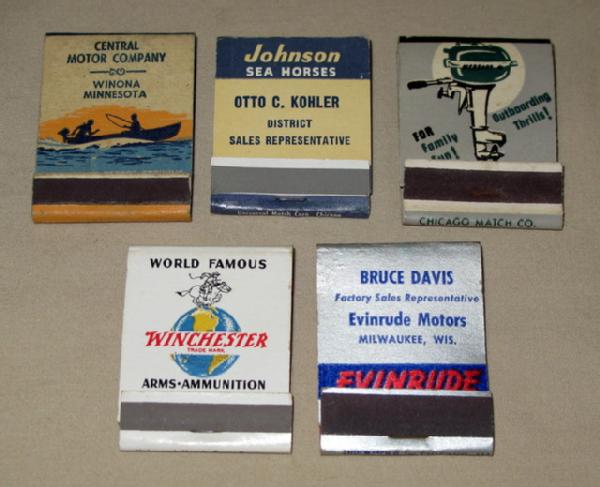 CENTRAL
MOTOR COMPANY
WINONA
MINNESOTA
Johnson
SEA HORSES
OTTO C. KOHLER
DISTRICT
SALES REPRESENTATIVE
Universal Match Corp. Chicago
FOR
Family
Fun!
Outboarding
Thrills!
CHICAGO MATCH CO.
WORLD FAMOUS
WINCHESTER
TRADE MARK
ARMS•AMMUNITION
BRUCE DAVIS
Factory Sales Representative
Evinrude Motors
MILWAUKEE, WIS.
EVINRUDE